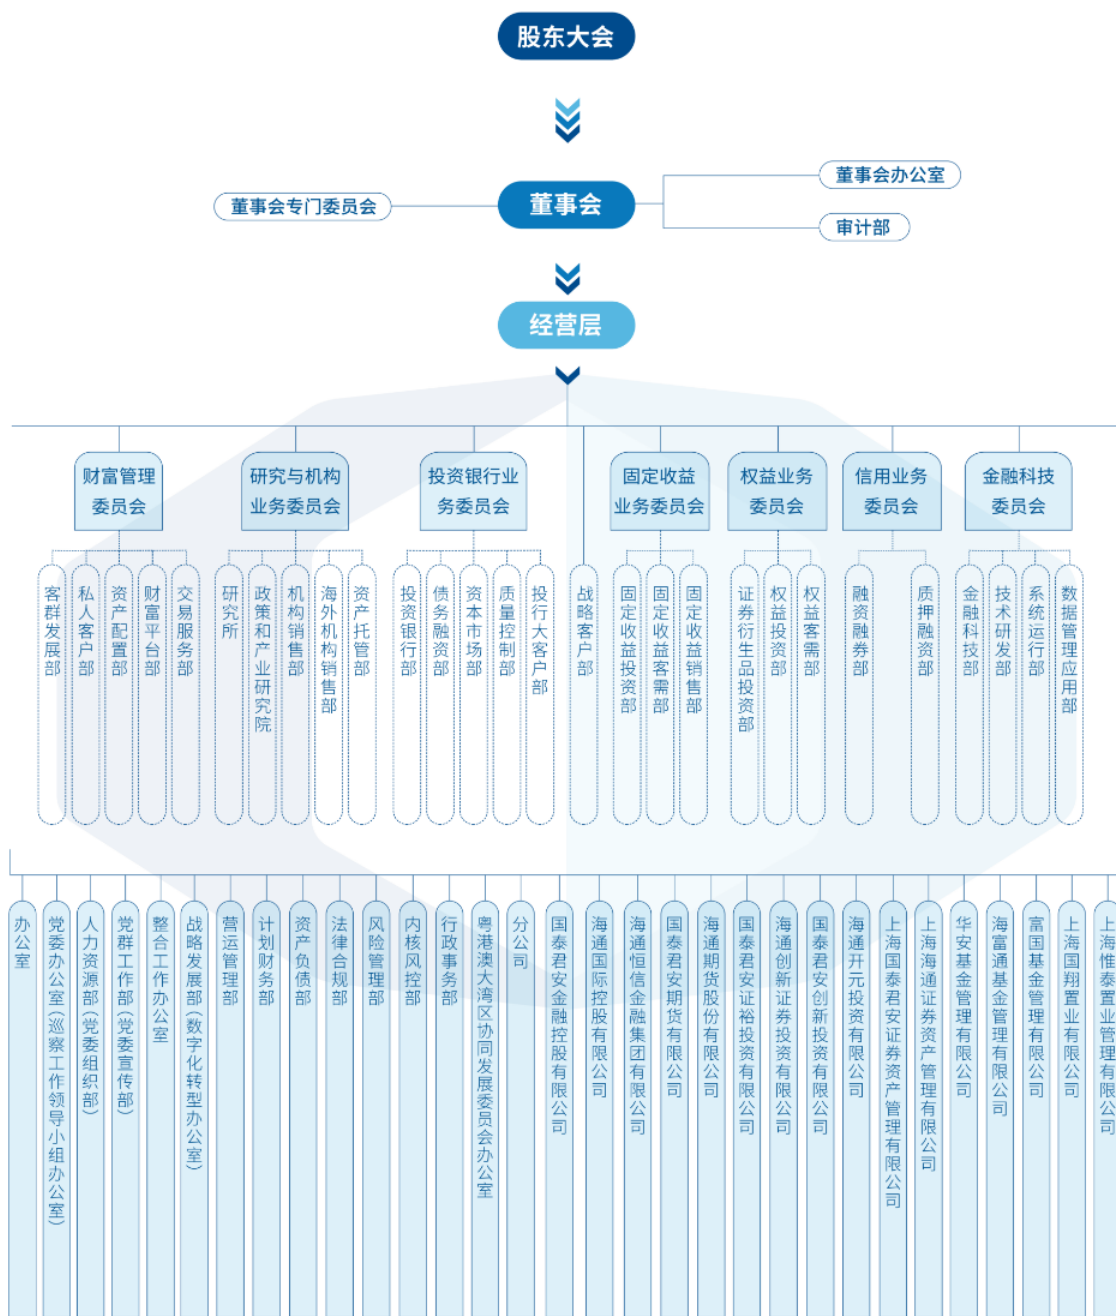 股东大会
董事会专门委员会
董事会
董事会办公室
审计部
经营层
财富管理
委员会
研究与机构
业务委员会
投资银行业
务委员会
固定收益
业务委员会
权益业务
委员会
信用业务
委员会
金融科技
委员会
客群发展部
私人客户部
资产配置部
财富平台部
交易服务部
研究所
政策和产业研究院
机构销售部
海外机构销售部
资产托管部
投资银行部
债务融资部
资本市场部
质量控制部
投行大客户部
战略客户部
固定收益投资部
固定收益客需部
固定收益销售部
证券衍生品投资部
权益投资部
权益客需部
融资融券部
质押融资部
金融科技部
技术研发部
系统运行部
数据管理应用部
办公室
党委办公室(巡察工作领导小组办公室)
人力资源部(党委组织部)
党群工作部(党委宣传部)
整合工作办公室
战略发展部(数字化转型办公室)
营运管理部
计划财务部
资产负债部
法律合规部
风险管理部
内核风控部
行政事务部
粤港澳大湾区协同发展委员会办公室
分公司
国泰君安金融控股有限公司
海通国际控股有限公司
海通恒信金融集团有限公司
国泰君安期货有限公司
海通期货股份有限公司
国泰君安证裕投资有限公司
海通创新证券投资有限公司
国泰君安创新投资有限公司
海通开元投资有限公司
上海国泰君安证券资产管理有限公司
上海海通证券资产管理有限公司
华安基金管理有限公司
海富通基金管理有限公司
富国基金管理有限公司
上海国翔置业有限公司
上海惟泰置业管理有限公司